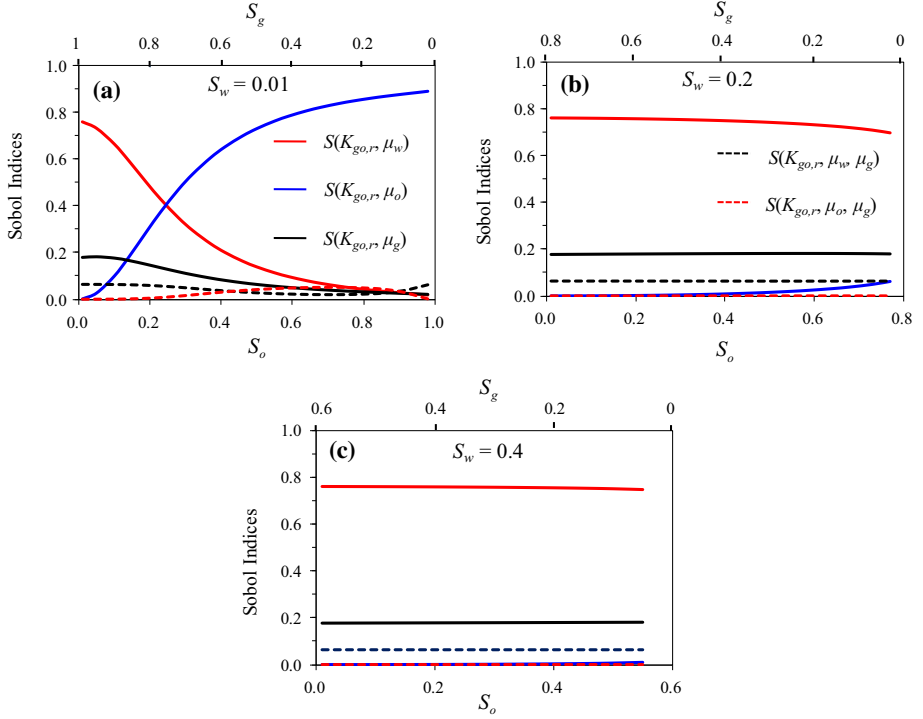 S_g
1 0.8 0.6 0.4 0.2 0
1.0
0.8
0.6
0.4
0.2
0.0
Sobol Indices
(a)
S_w = 0.01
S(K_go,r, μ_w)
S(K_go,r, μ_o)
S(K_go,r, μ_g)
0.0 0.2 0.4 0.6 0.8 1.0
S_o
S_g
0.8 0.6 0.4 0.2 0
1.0
0.8
0.6
0.4
0.2
0.0
Sobol Indices
(b)
S_w = 0.2
S(K_go,r, μ_w, μ_g)
S(K_go,r, μ_o, μ_g)
0.0 0.2 0.4 0.6 0.8
S_o
S_g
0.6 0.4 0.2 0
1.0
0.8
0.6
0.4
0.2
0.0
Sobol Indices
(c)
S_w = 0.4
0.0 0.2 0.4 0.6
S_o